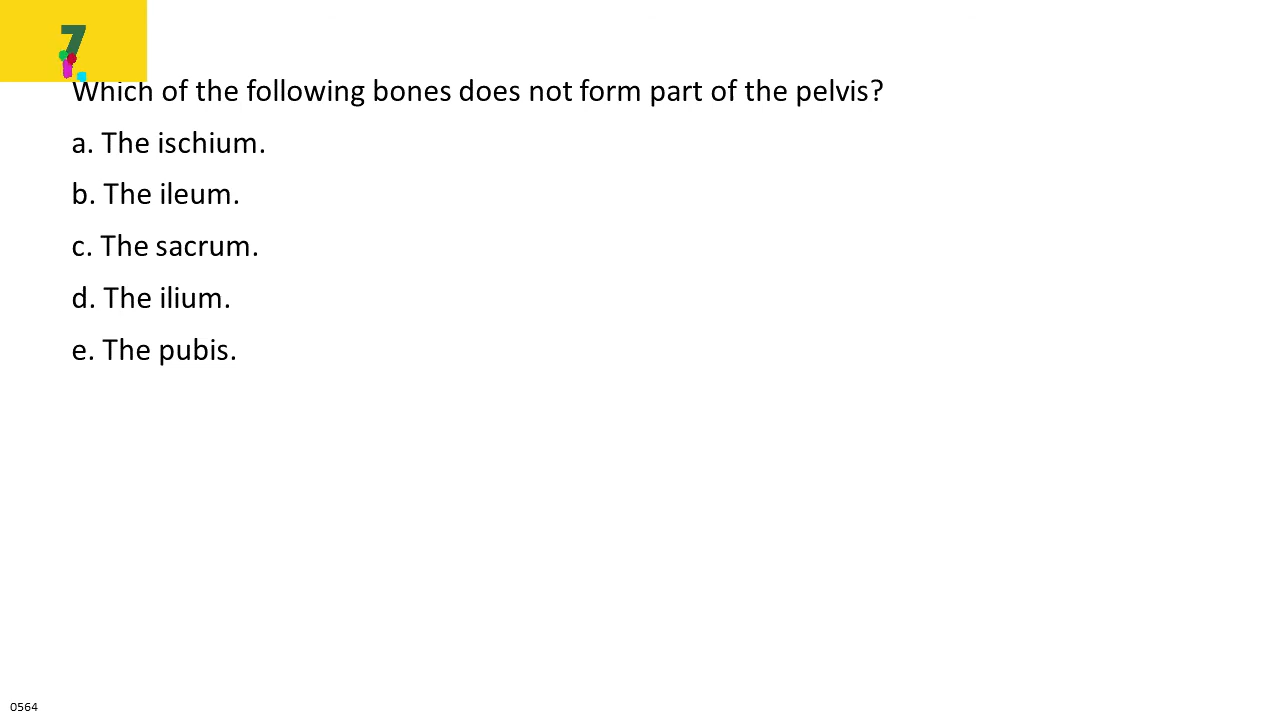 7
Which of the following bones does not form part of the pelvis?
a. The ischium.
b. The ileum.
c. The sacrum.
d. The ilium.
e. The pubis.
0564